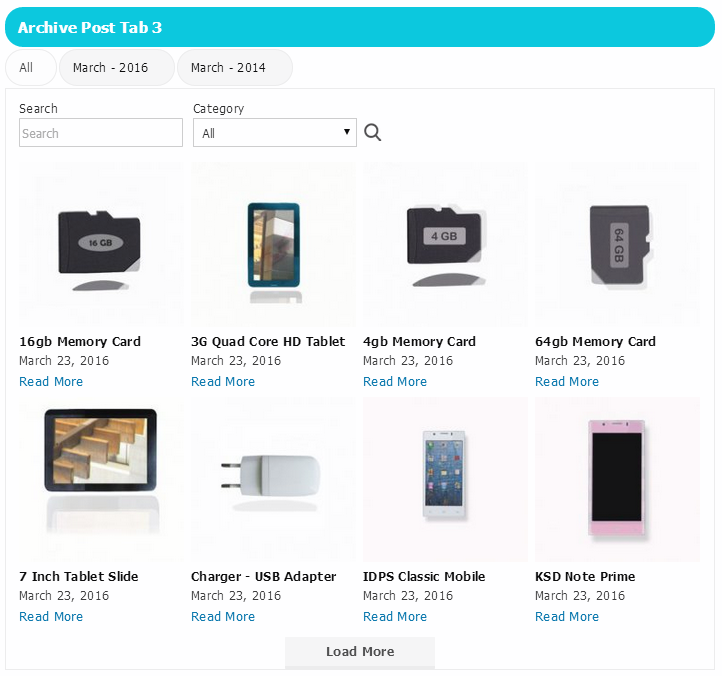 Archive Post Tab 3
All March - 2016 March - 2014
Search Category
Search All
16 GB
4 GB
64 GB
16gb Memory Card 3G Quad Core HD Tablet 4gb Memory Card 64gb Memory Card
March 23, 2016 March 23, 2016 March 23, 2016 March 23, 2016
Read More Read More Read More Read More
7 Inch Tablet Slide Charger - USB Adapter IDPS Classic Mobile KSD Note Prime
March 23, 2016 March 23, 2016 March 23, 2016 March 23, 2016
Read More Read More Read More Read More
Load More